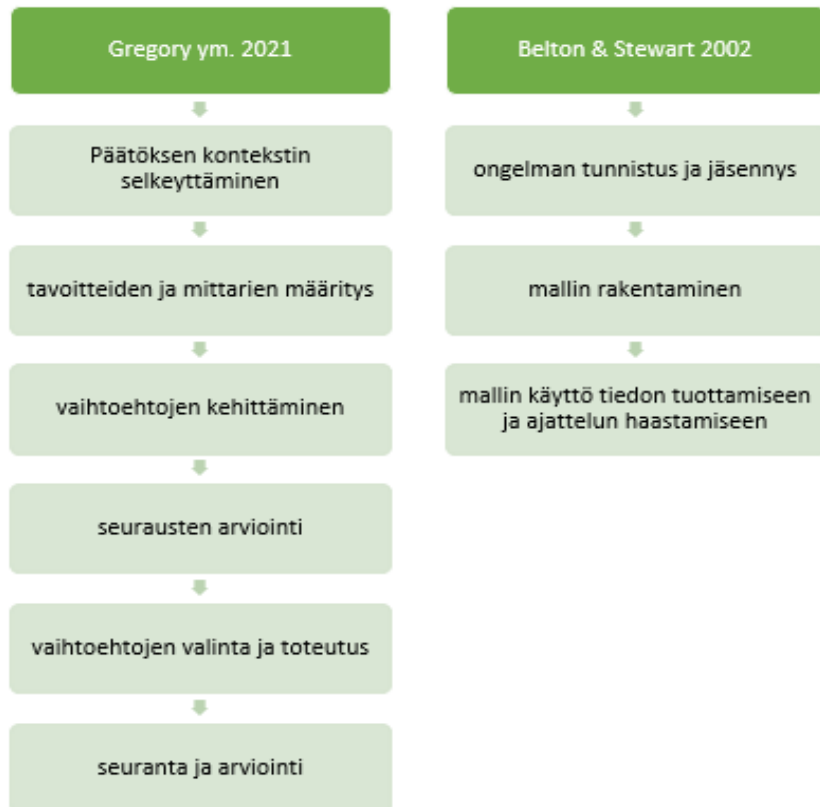 Gregory ym. 2021
Päätöksen kontekstin
selkeyttäminen
tavoitteiden ja mittarien määritys
vaihtoehtojen kehittäminen
seurausten arviointi
vaihtoehtojen valinta ja toteutus
seuranta ja arviointi
Belton & Stewart 2002
ongelman tunnistus ja jäsennys
mallin rakentaminen
mallin käyttö tiedon tuottamiseen
ja ajattelun haastamiseen